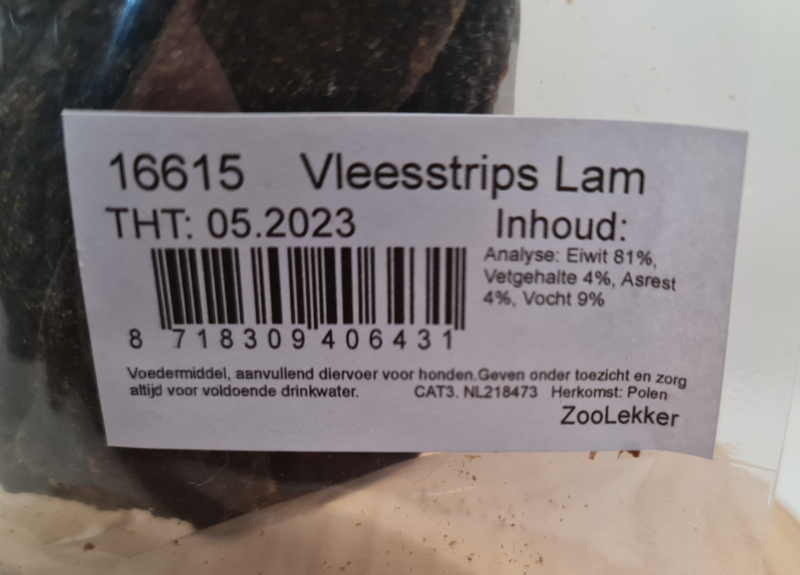 16615 Vleesstrips Lam
THT: 05.2023 Inhoud:
Analyse: Eiwit 81%,
Vetgehalte 4%, Asrest
4%, Vocht 9%
8 718309 406431
Voedermiddel, aanvullend diervoer voor honden.Geven onder toezicht en zorg
altijd voor voldoende drinkwater. CAT3. NL218473 Herkomst: Polen
ZooLekker